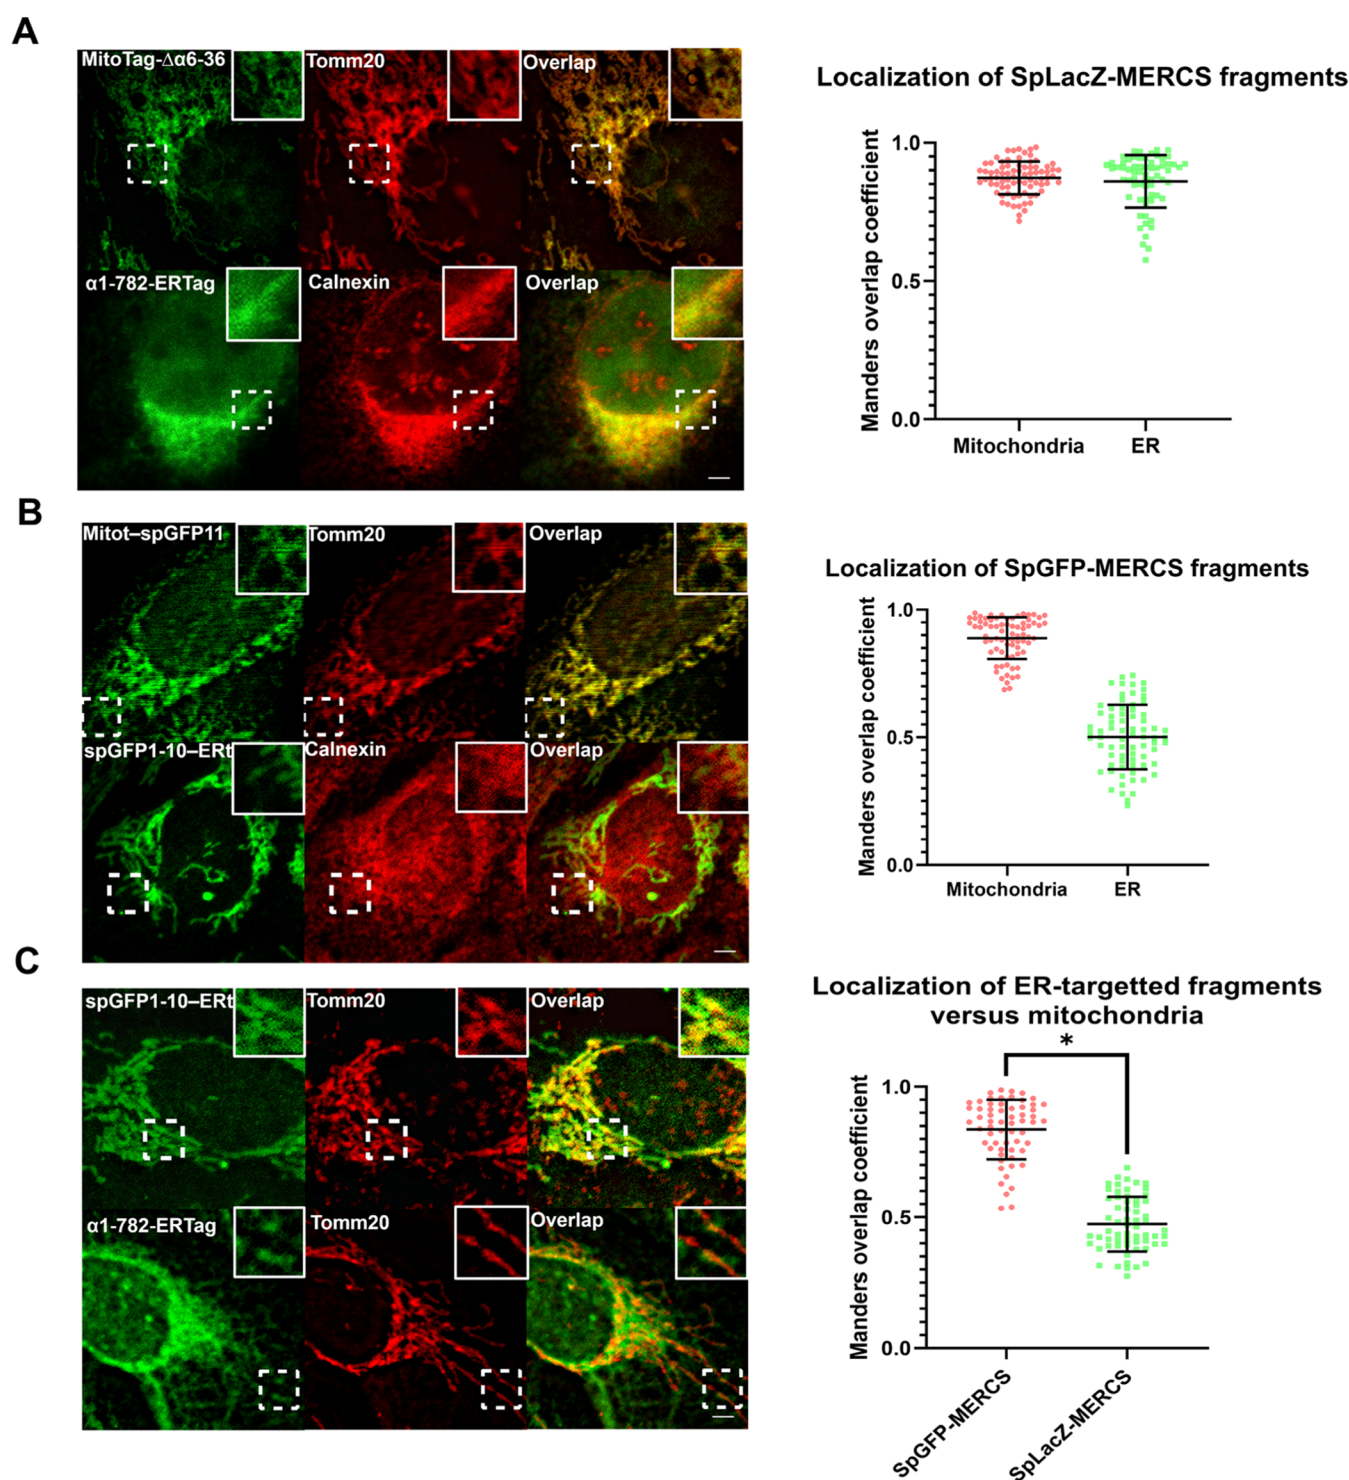 A
MitoTag-Δα6-36
Tomm20
Overlap
α1-782-ERTag
Calnexin
Overlap
Localization of SpLacZ-MERCS fragments
Manders overlap coefficient
1.0
0.5
0.0
Mitochondria
ER
B
Mitot–spGFP11
Tomm20
Overlap
spGFP1-10–ERt
Calnexin
Overlap
Localization of SpGFP-MERCS fragments
Manders overlap coefficient
1.0
0.5
0.0
Mitochondria
ER
C
spGFP1-10–ERt
Tomm20
Overlap
α1-782-ERTag
Tomm20
Overlap
Localization of ER-targetted fragments
versus mitochondria
*
Manders overlap coefficient
1.0
0.5
0.0
SpGFP-MERCS
SpLacZ-MERCS